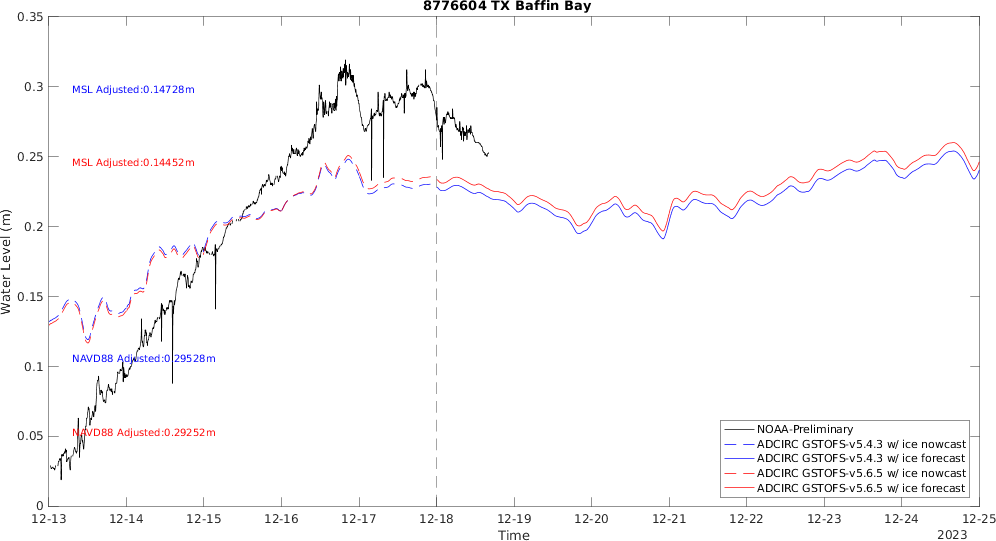 8776604 TX Baffin Bay
0.35
0.3
0.25
0.2
0.15
0.1
0.05
0
Water Level (m)
MSL Adjusted:0.14728m
MSL Adjusted:0.14452m
NAVD88 Adjusted:0.29528m
NAVD88 Adjusted:0.29252m
NOAA-Preliminary
ADCIRC GSTOFS-v5.4.3 w/ ice nowcast
ADCIRC GSTOFS-v5.4.3 w/ ice forecast
ADCIRC GSTOFS-v5.6.5 w/ ice nowcast
ADCIRC GSTOFS-v5.6.5 w/ ice forecast
12-13 12-14 12-15 12-16 12-17 12-18 12-19 12-20 12-21 12-22 12-23 12-24 12-25
Time
2023